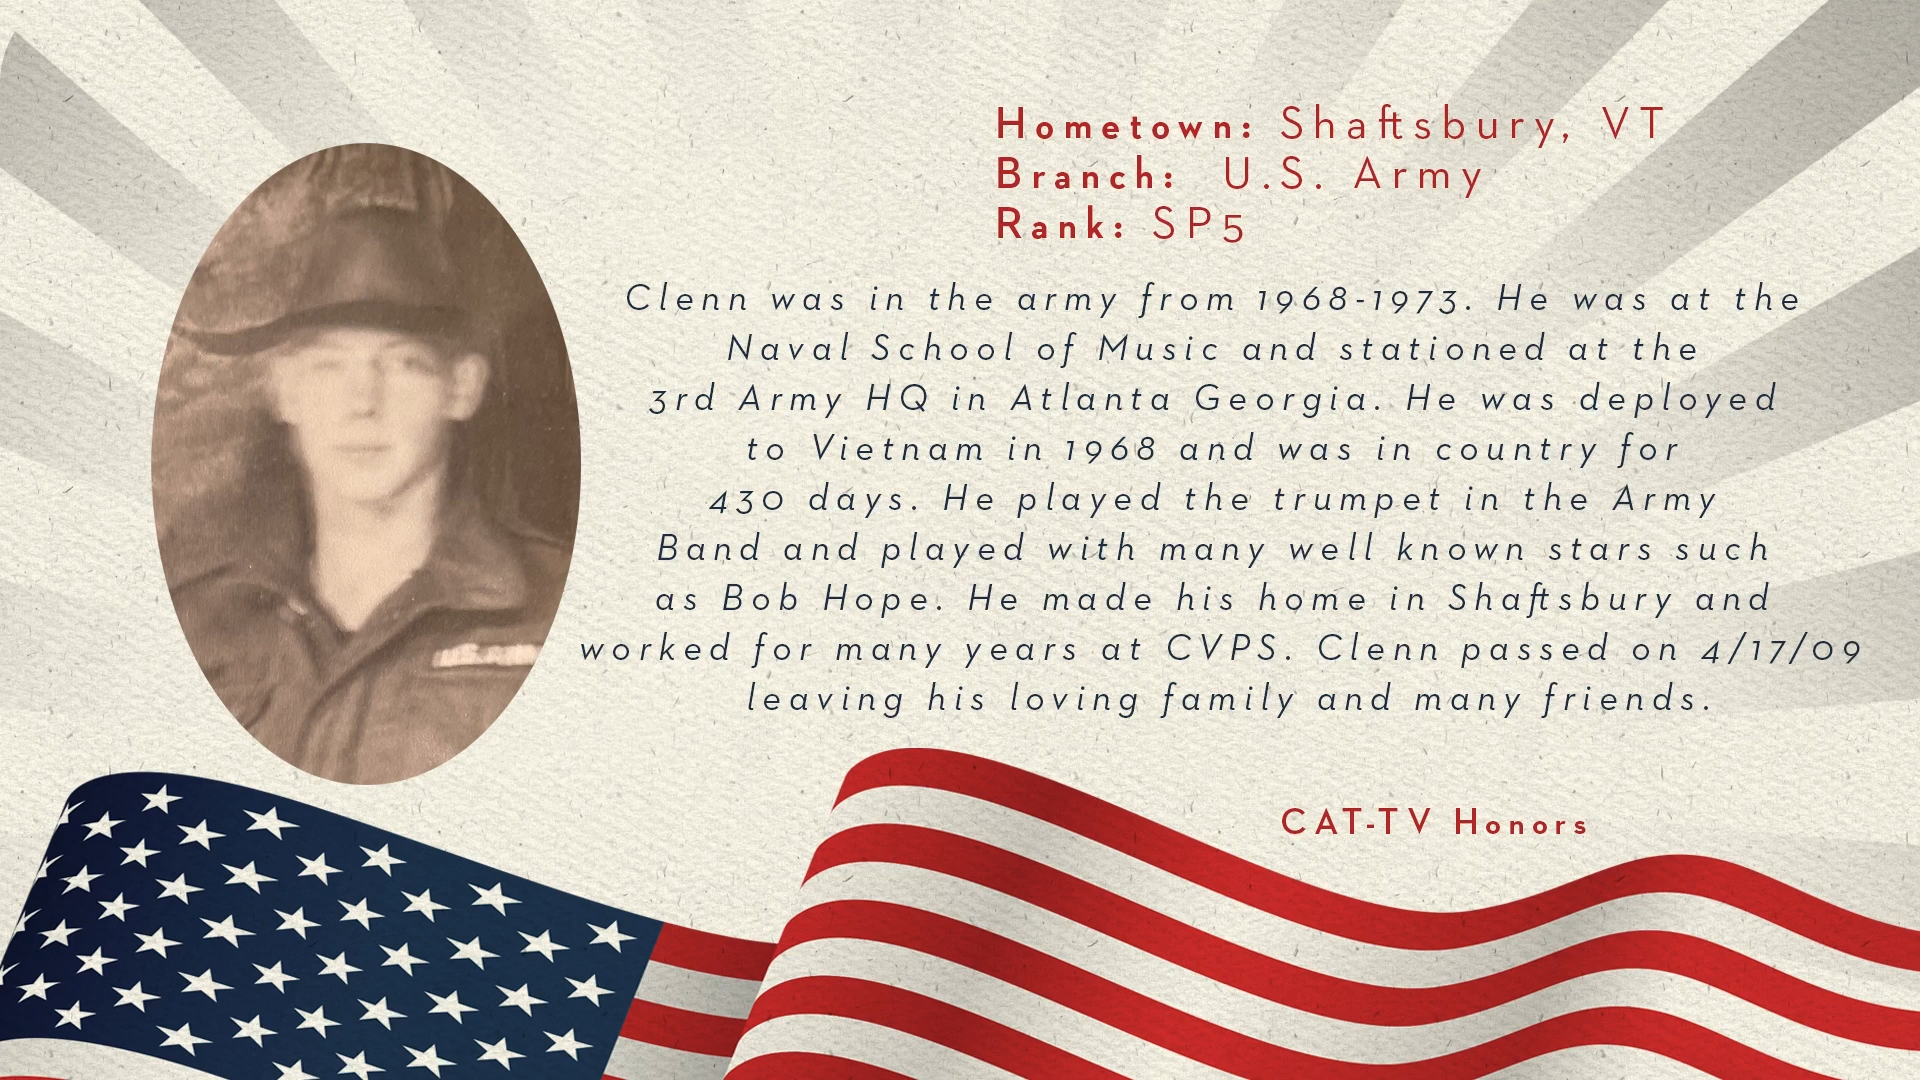 Hometown: Shaftsbury, VT
Branch: U.S. Army
Rank: SP5
Clenn was in the army from 1968-1973. He was at the
Naval School of Music and stationed at the
3rd Army HQ in Atlanta Georgia. He was deployed
to Vietnam in 1968 and was in country for
430 days. He played the trumpet in the Army
Band and played with many well known stars such
as Bob Hope. He made his home in Shaftsbury and
worked for many years at CVPS. Clenn passed on 4/17/09
leaving his loving family and many friends.
CAT-TV Honors